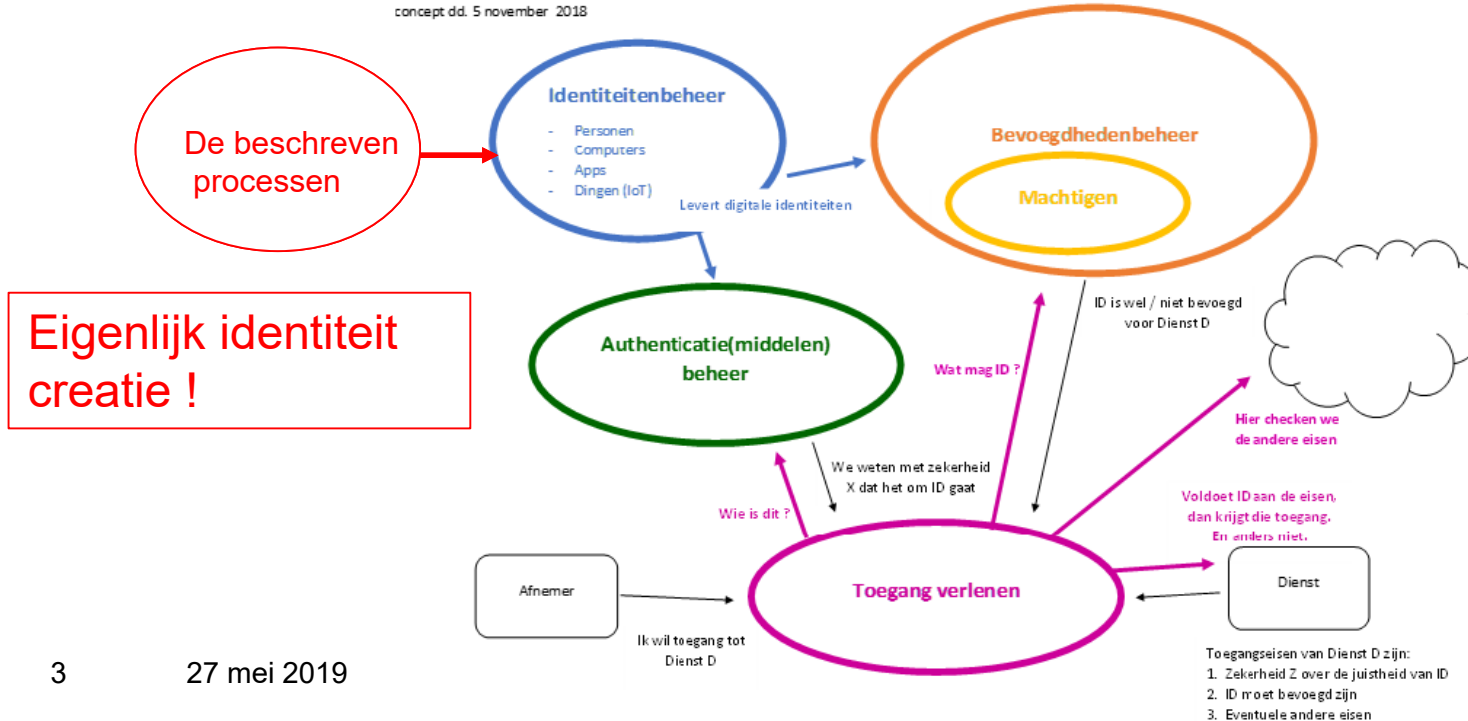 concept dd. 5 november 2018
De beschreven
processen
Identiteitenbeheer
- Personen
- Computers
- Apps
- Dingen (IoT)
Levert digitale identiteiten
Bevoegdhedenbeheer
Machtigen
Eigenlijk identiteit
creatie !
Authenticatie(middelen)
beheer
ID is wel / niet bevoegd
voor Dienst D
Wat mag ID ?
Hier checken we
de andere eisen
We weten met zekerheid
X dat het om ID gaat
Wie is dit ?
Voldoet ID aan de eisen,
dan krijgt die toegang.
En anders niet.
Afnemer
Toegang verlenen
Dienst
Ik wil toegang tot
Dienst D
Toegangseisen van Dienst D zijn:
1. Zekerheid Z over de juistheid van ID
2. ID moet bevoegd zijn
3. Eventuele andere eisen
3 27 mei 2019